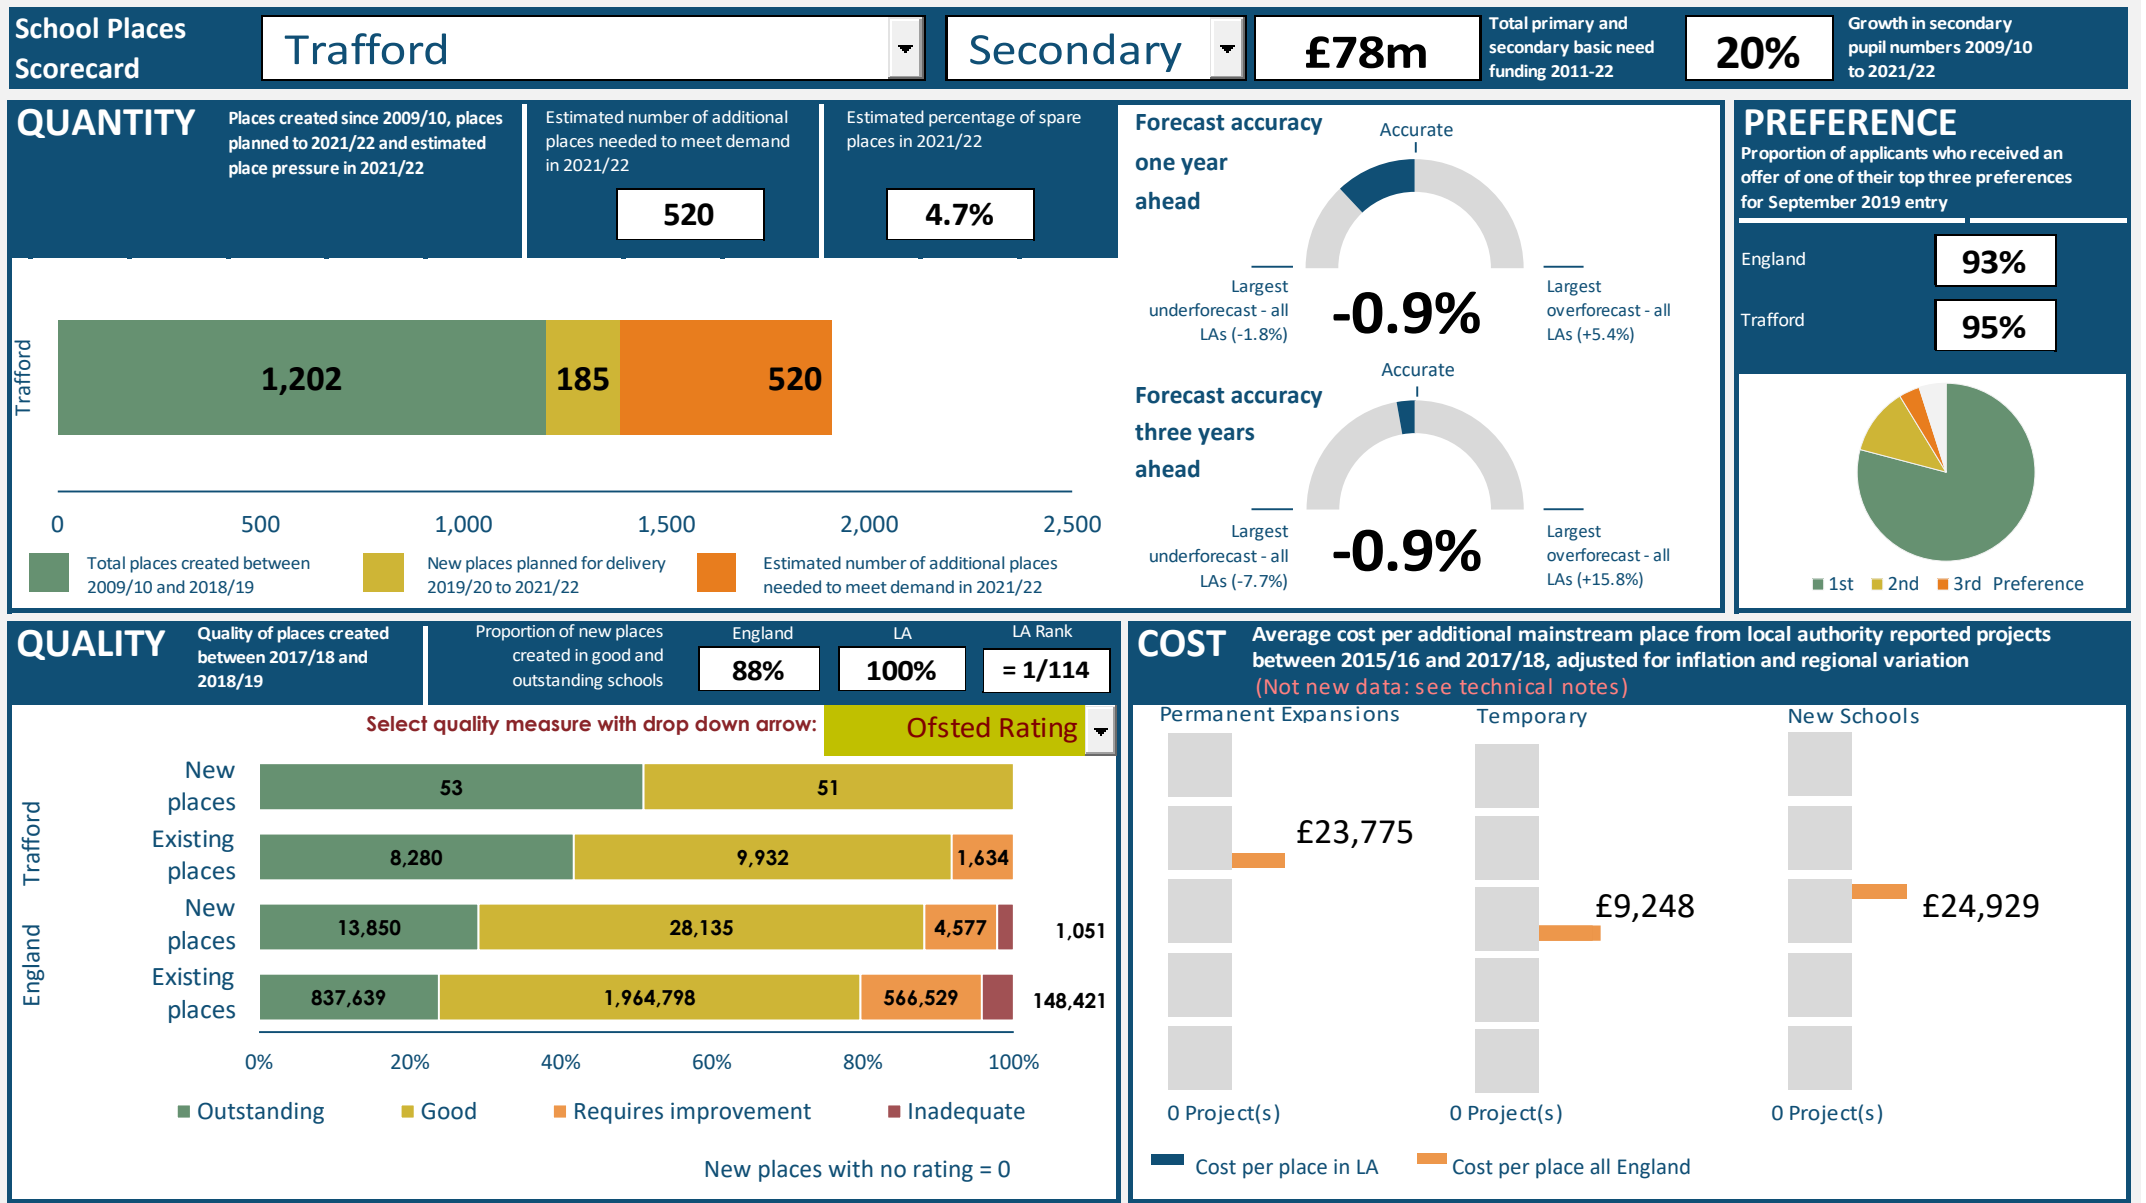 School Places
Scorecard
Trafford
Secondary
£78m
Total primary and
secondary basic need
funding 2011-22
20%
Growth in secondary
pupil numbers 2009/10
to 2021/22
QUANTITY
Places created since 2009/10, places
planned to 2021/22 and estimated
place pressure in 2021/22
Estimated number of additional
places needed to meet demand
in 2021/22
520
Estimated percentage of spare
places in 2021/22
4.7%
Trafford
1,202
185
520
0
500
1,000
1,500
2,000
2,500
Total places created between
2009/10 and 2018/19
New places planned for delivery
2019/20 to 2021/22
Estimated number of additional places
needed to meet demand in 2021/22
Forecast accuracy
one year
ahead
Accurate
Largest
underforecast - all
LAs (-1.8%)
-0.9%
Largest
overforecast - all
LAs (+5.4%)
Forecast accuracy
three years
ahead
Accurate
Largest
underforecast - all
LAs (-7.7%)
-0.9%
Largest
overforecast - all
LAs (+15.8%)
PREFERENCE
Proportion of applicants who received an
offer of one of their top three preferences
for September 2019 entry
England
93%
Trafford
95%
1st
2nd
3rd Preference
QUALITY
Quality of places created
between 2017/18 and
2018/19
Proportion of new places
created in good and
outstanding schools
England
88%
LA
100%
LA Rank
= 1/114
Select quality measure with drop down arrow:
Ofsted Rating
Trafford
New
places
53
51
Existing
places
8,280
9,932
1,634
England
New
places
13,850
28,135
4,577
1,051
Existing
places
837,639
1,964,798
566,529
148,421
0%
20%
40%
60%
80%
100%
Outstanding
Good
Requires improvement
Inadequate
New places with no rating = 0
COST
Average cost per additional mainstream place from local authority reported projects
between 2015/16 and 2017/18, adjusted for inflation and regional variation
(Not new data: see technical notes)
Permanent Expansions
£23,775
0 Project(s)
Temporary
£9,248
0 Project(s)
New Schools
£24,929
0 Project(s)
Cost per place in LA
Cost per place all England